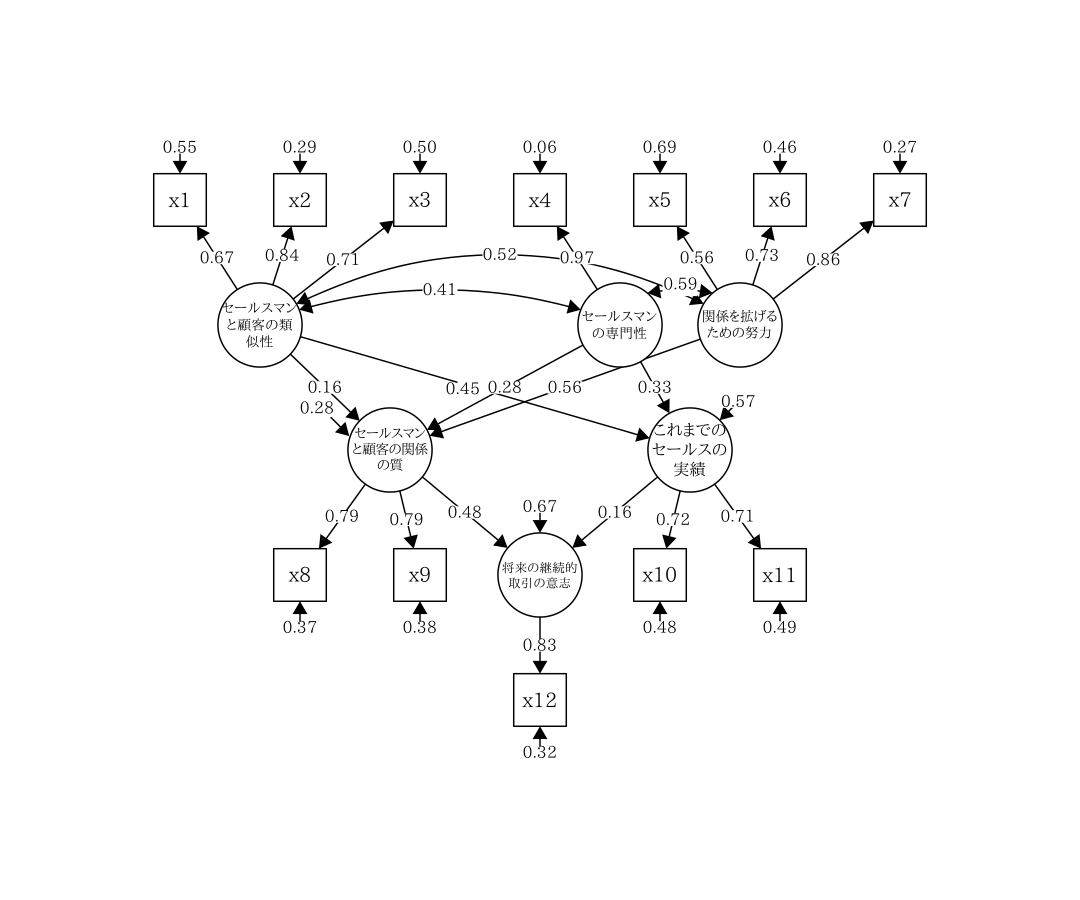 0.55
0.29
0.50
0.06
0.69
0.46
0.27
x1
x2
x3
x4
x5
x6
x7
0.67
0.84
0.71
0.52
0.97
0.56
0.73
0.86
0.41
0.59
セールスマン
と顧客の類
似性
セールスマン
の専門性
関係を拡げる
ための努力
0.16
0.45
0.28
0.56
0.33
0.28
0.57
セールスマン
と顧客の関係
の質
これまでの
セールスの
実績
0.79
0.79
0.48
0.67
0.16
0.72
0.71
x8
x9
将来の継続的
取引の意志
x10
x11
0.37
0.38
0.48
0.49
0.83
x12
0.32